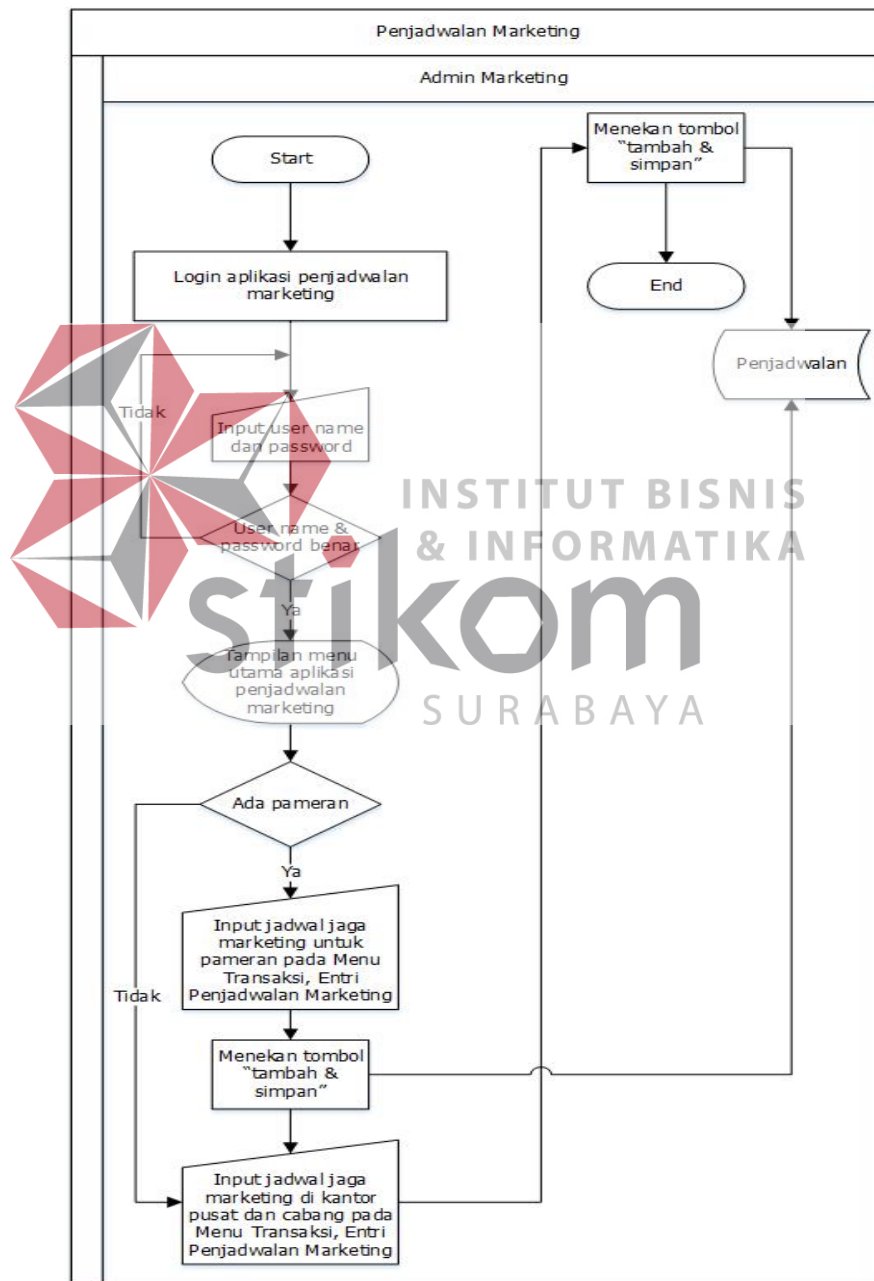 Penjadwalan Marketing
Admin Marketing
Start
Login aplikasi penjadwalan
marketing
Tidak
Input user name
dan password
User name &
password benar
Ya
Tampilan menu
utama aplikasi
penjadwalan
marketing
Ada pameran
Ya
Tidak
Input jadwal jaga
marketing untuk
pameran pada Menu
Transaksi, Entri
Penjadwalan Marketing
Menekan tombol
“tambah &
simpan”
Input jadwal jaga
marketing di kantor
pusat dan cabang pada
Menu Transaksi, Entri
Penjadwalan Marketing
Menekan tombol
“tambah &
simpan”
End
Penjadwalan
INSTITUT BISNIS
& INFORMATIKA
stikom
SURABAYA